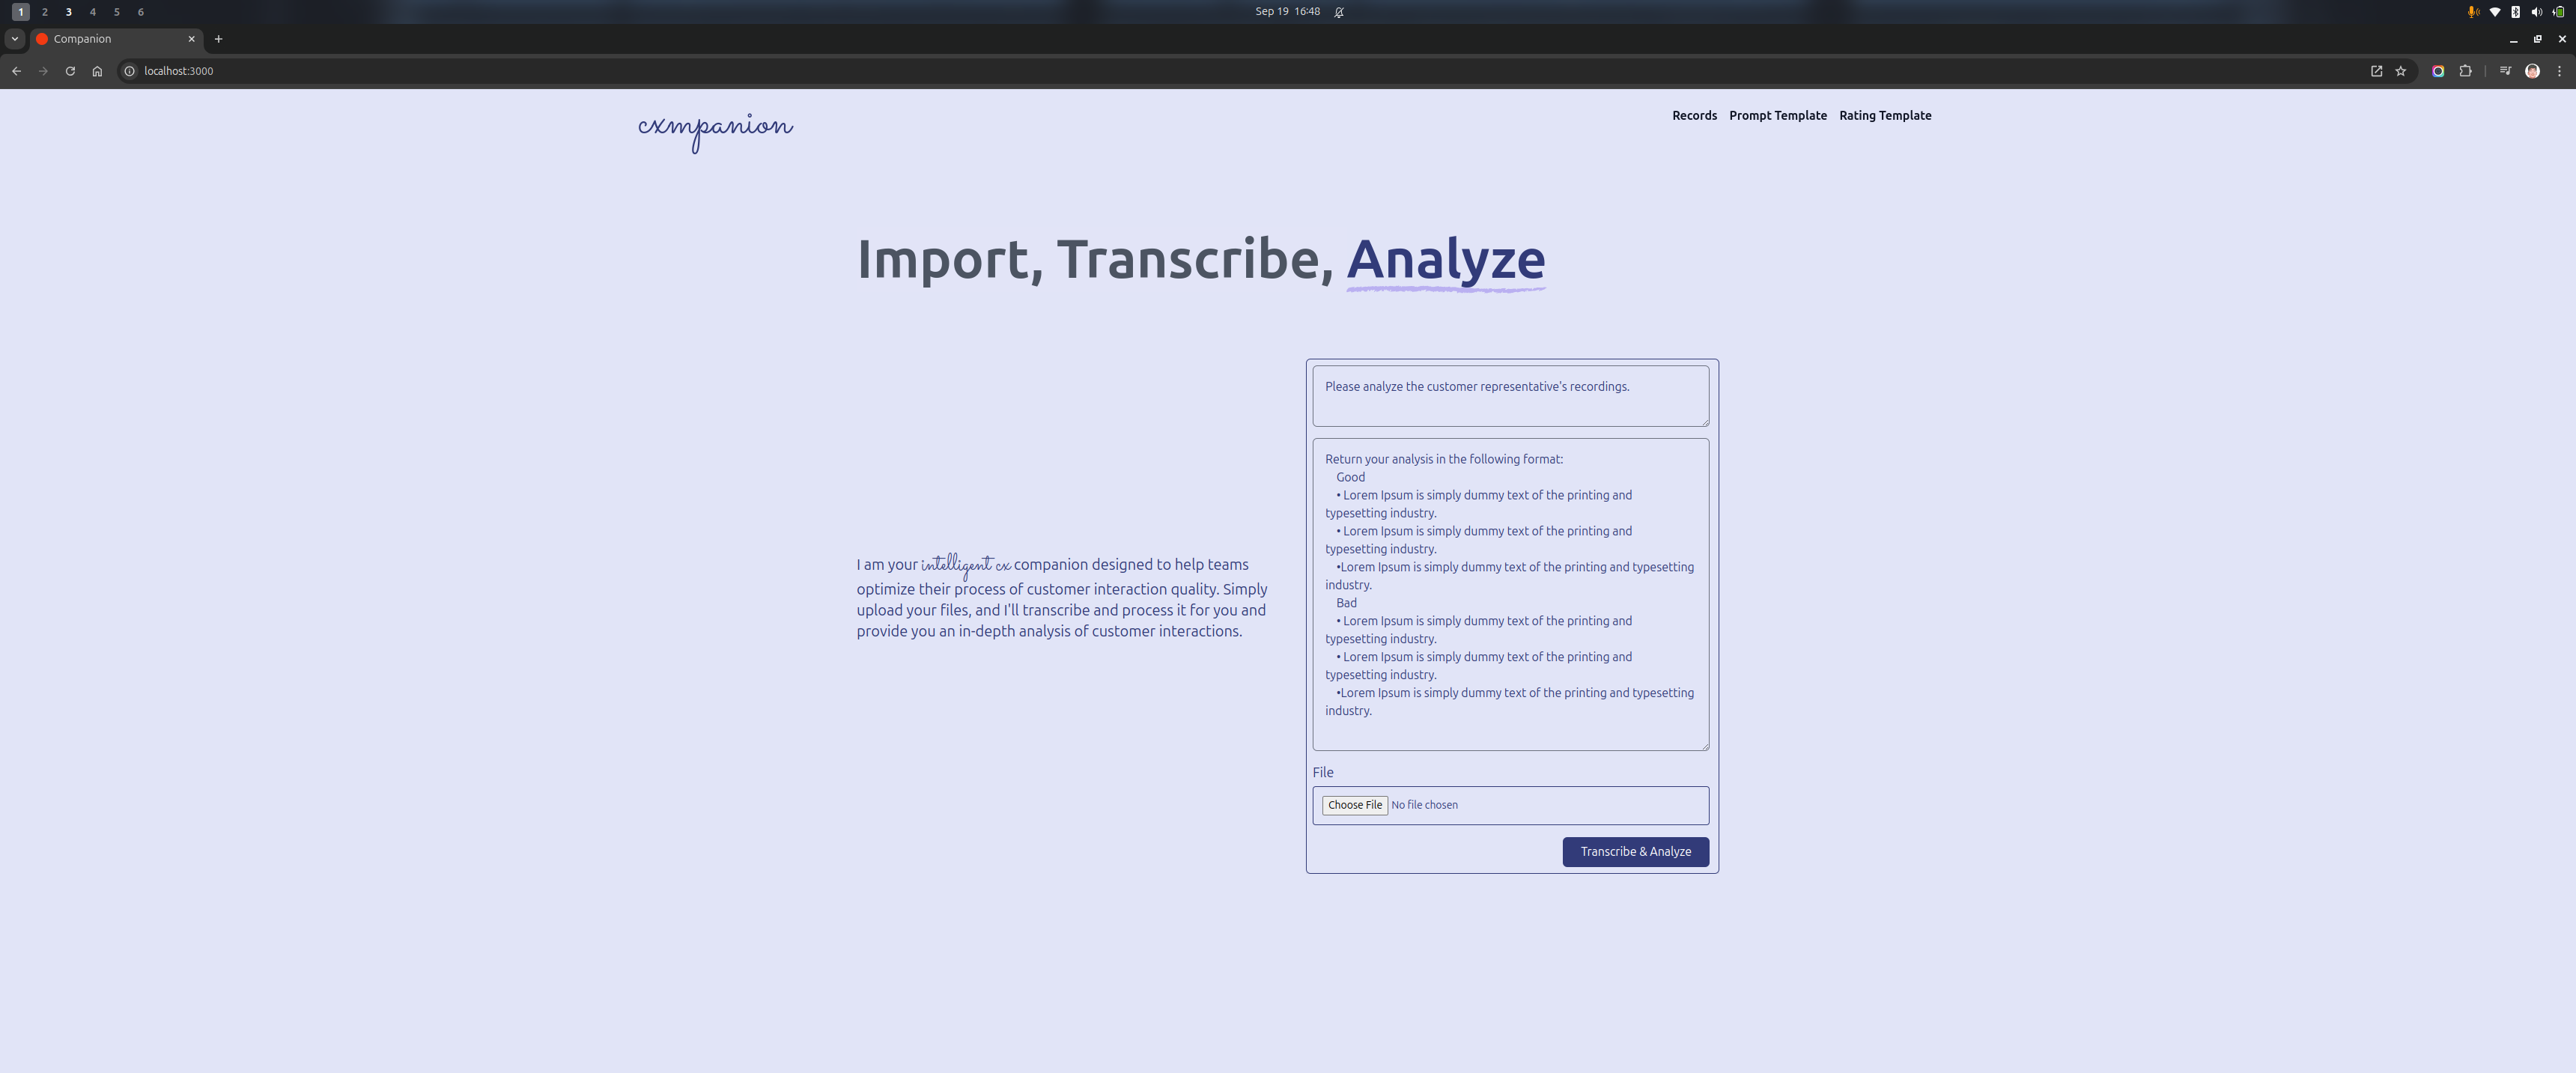 1 2 3 4 5 6
Sep 19 16:48
Companion
localhost:3000
cxmpanion
Records Prompt Template Rating Template
Import, Transcribe, Analyze
I am your intelligent cx companion designed to help teams
optimize their process of customer interaction quality. Simply
upload your files, and I'll transcribe and process it for you and
provide you an in-depth analysis of customer interactions.
Please analyze the customer representative's recordings.
Return your analysis in the following format:
Good
• Lorem Ipsum is simply dummy text of the printing and
typesetting industry.
• Lorem Ipsum is simply dummy text of the printing and
typesetting industry.
•Lorem Ipsum is simply dummy text of the printing and typesetting
industry.
Bad
• Lorem Ipsum is simply dummy text of the printing and
typesetting industry.
• Lorem Ipsum is simply dummy text of the printing and
typesetting industry.
•Lorem Ipsum is simply dummy text of the printing and typesetting
industry.
File
Choose File No file chosen
Transcribe & Analyze